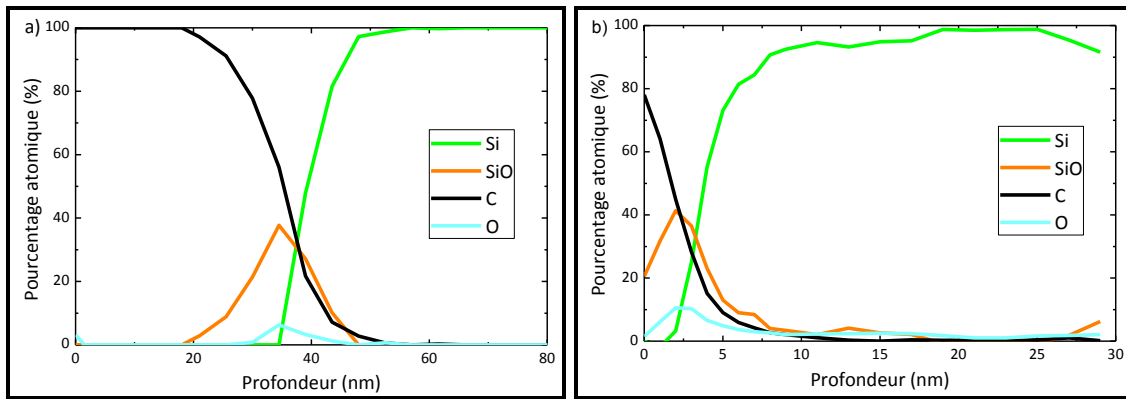 a)
Pourcentage atomique (%)
100
80
60
40
20
0
0 20 40 60 80
Profondeur (nm)
Si
SiO
C
O
b)
Pourcentage atomique (%)
100
80
60
40
20
0
0 5 10 15 20 25 30
Profondeur (nm)
Si
SiO
C
O